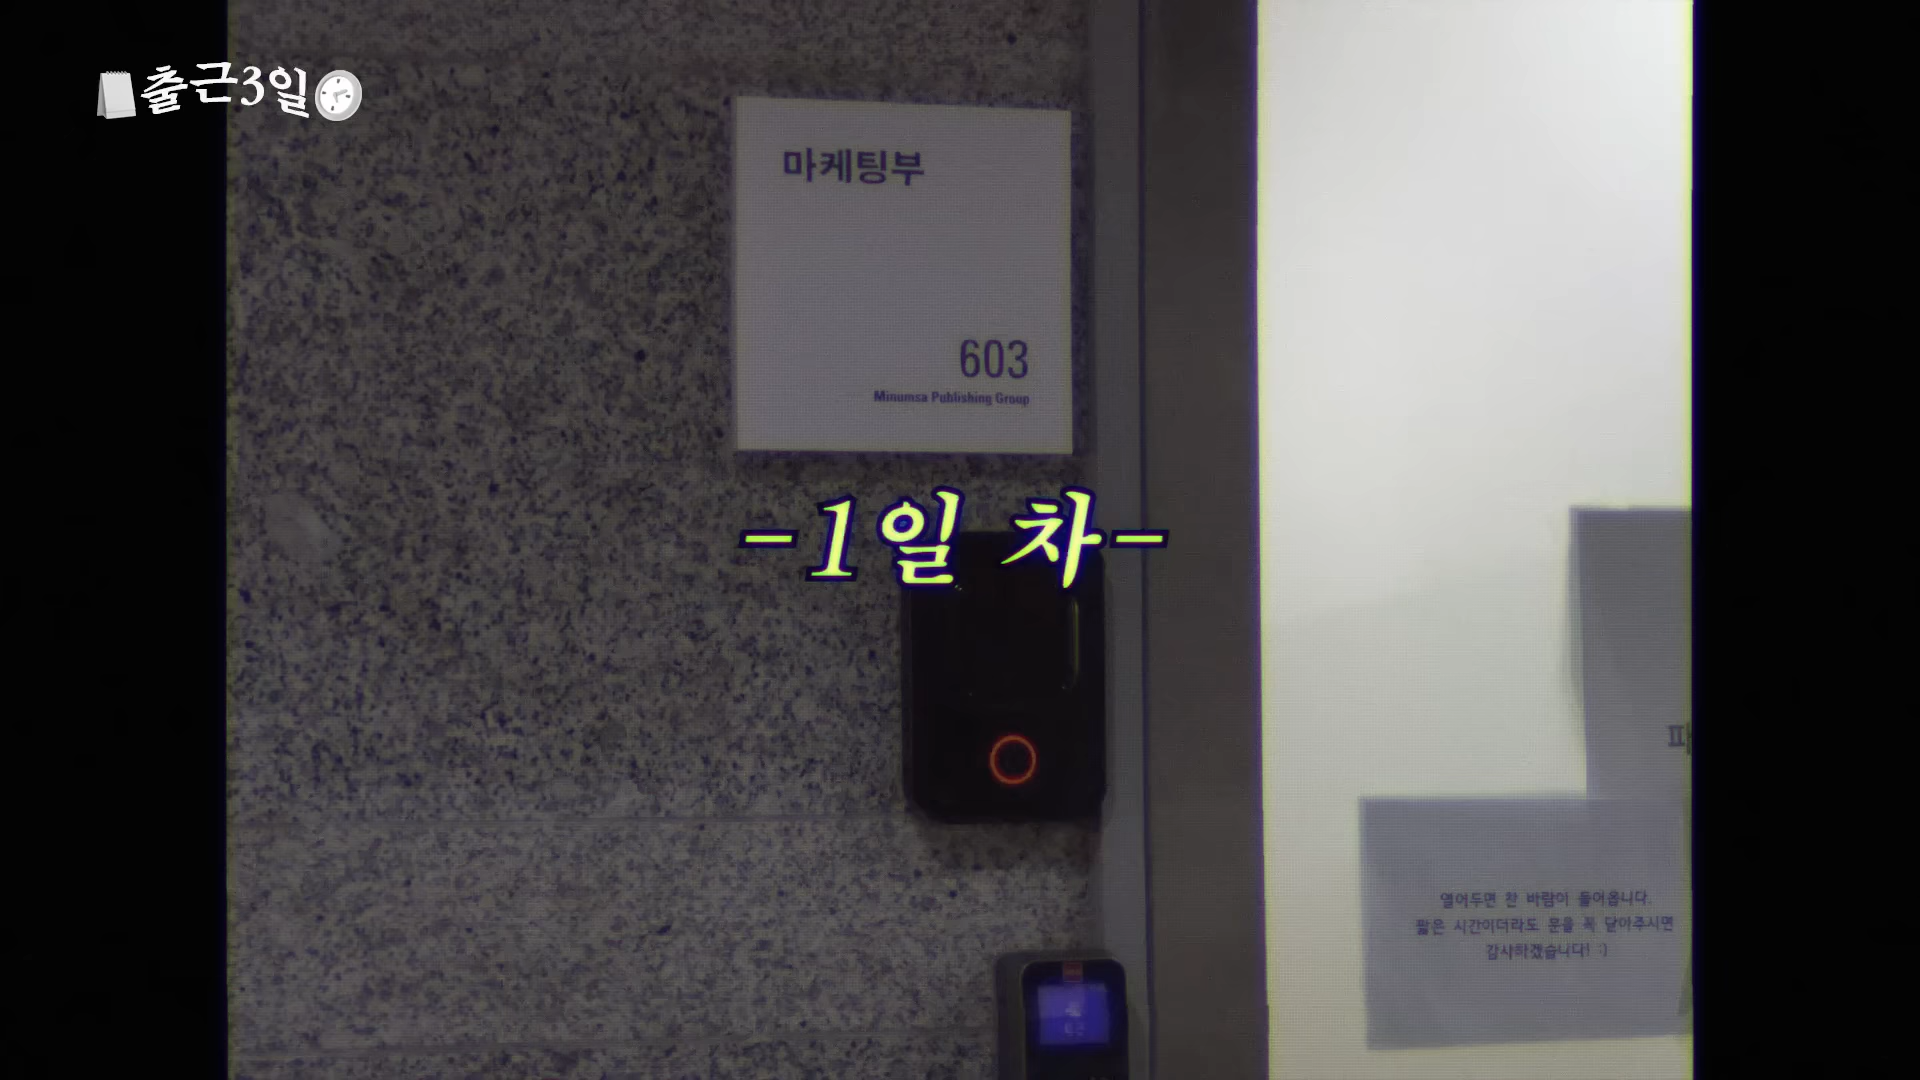 출근3일
마케팅부
603
Minumsa Publishing Group
-1일 차-
열어두면 찬 바람이 들어옵니다.
짧은 시간이더라도 문을 꼭 닫아주시면
감사하겠습니다! :)